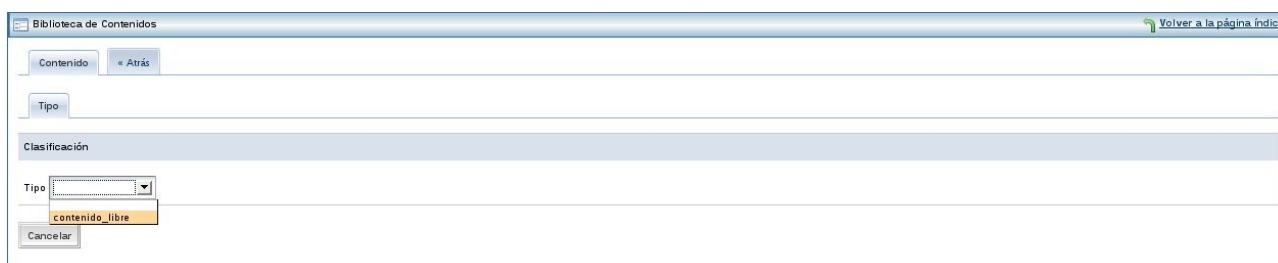 Biblioteca de Contenidos Volver a la página índic
Contenido « Atrás
Tipo
Clasificación
Tipo
contenido_libre
Cancelar